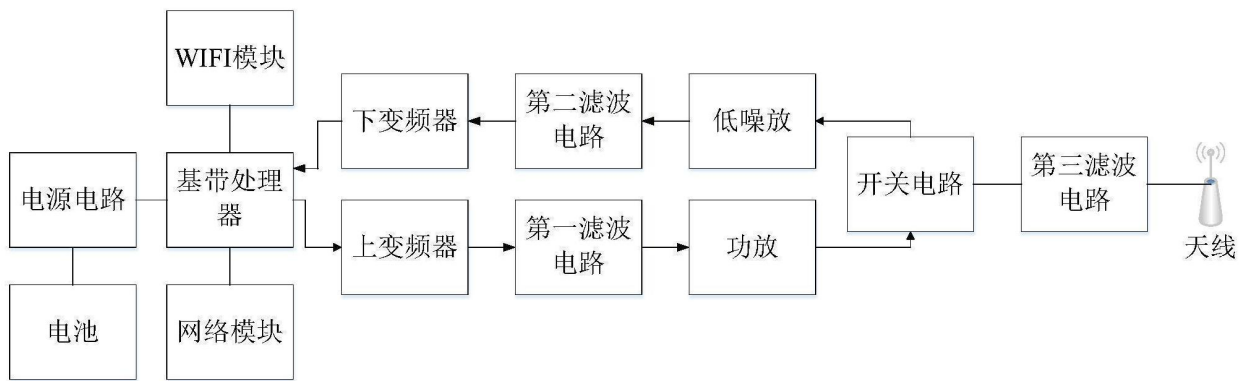 WIFI模块
下变频器
第二滤波
电路
低噪放
电源电路
基带处理
器
开关电路
第三滤波
电路
上变频器
第一滤波
电路
功放
天线
电池
网络模块